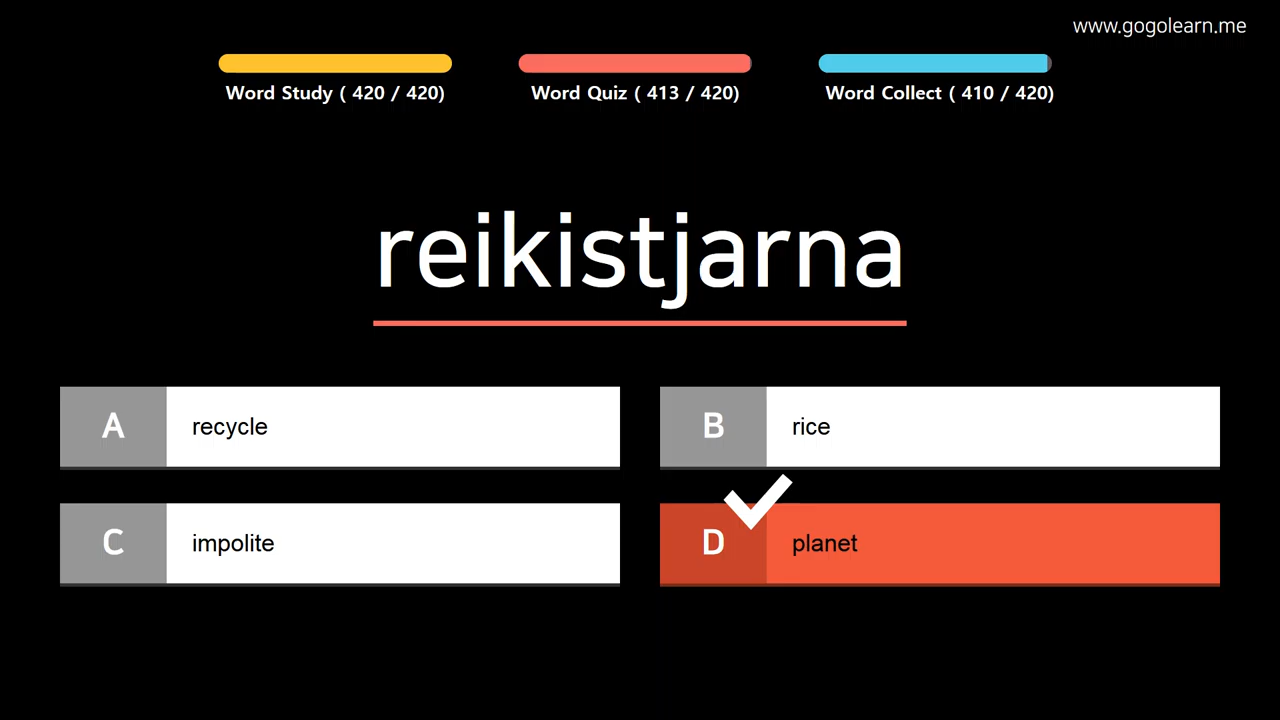 www.gogolearn.me
Word Study ( 420 / 420)
Word Quiz ( 413 / 420)
Word Collect ( 410 / 420)
reikistjarna
A recycle
B rice
C impolite
D planet